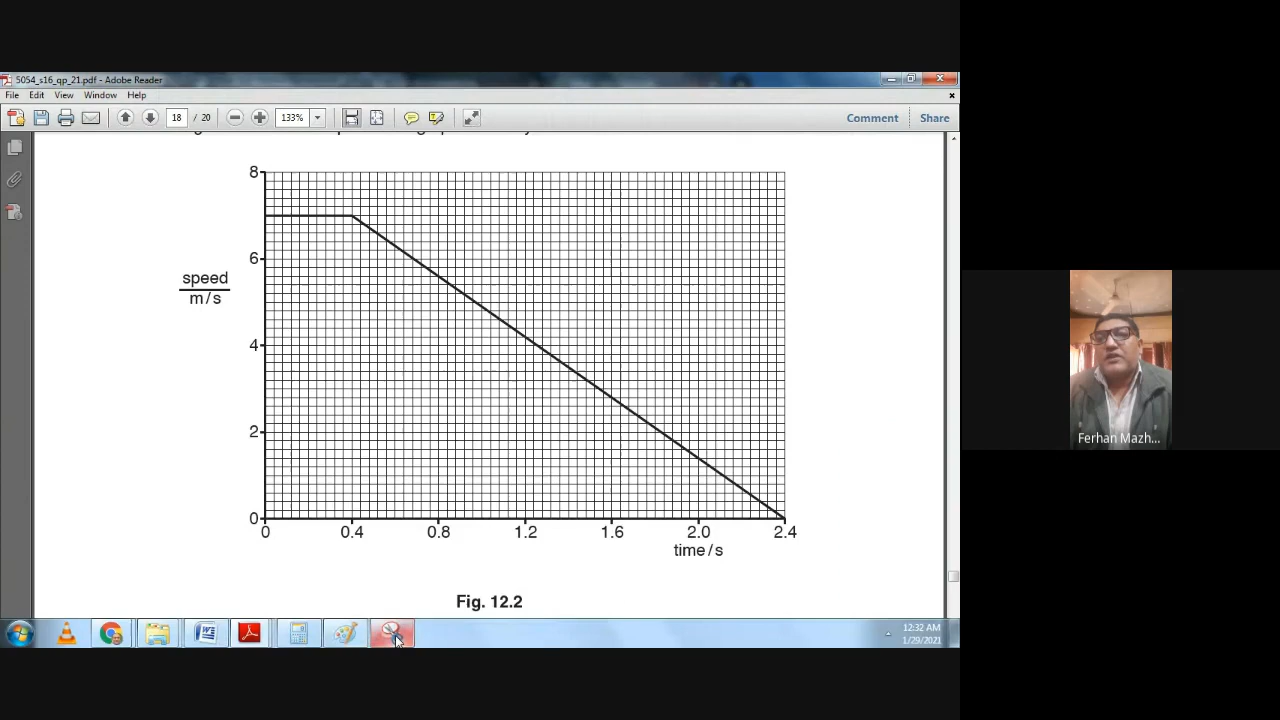 5054_s16_qp_21.pdf - Adobe Reader
File Edit View Window Help
18 / 20 133% Comment Share
8
6
speed
m / s
4
2
0
0 0.4 0.8 1.2 1.6 2.0 2.4
time / s
Fig. 12.2
12:32 AM
1/29/2021
Ferhan Mazh...